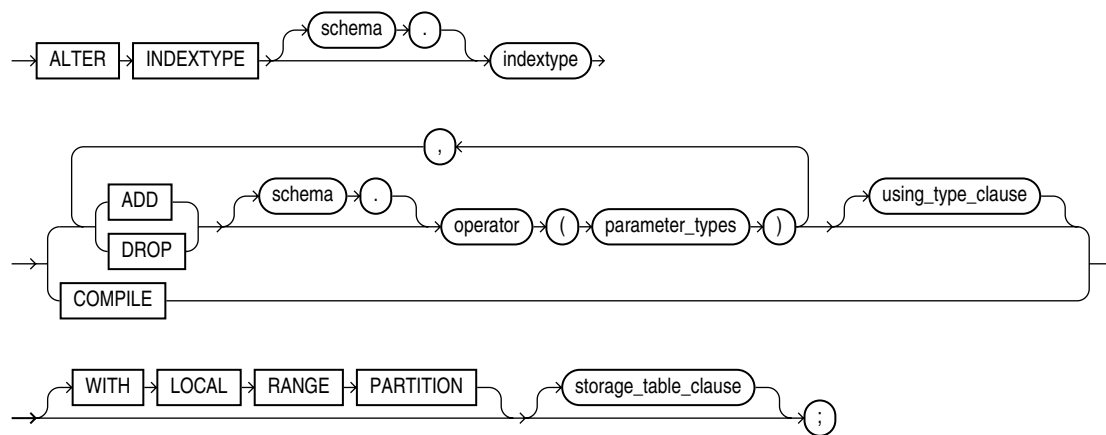 schema .
ALTER INDEXTYPE indextype
,
ADD schema . using_type_clause
DROP operator ( parameter_types )
COMPILE
WITH LOCAL RANGE PARTITION storage_table_clause
;